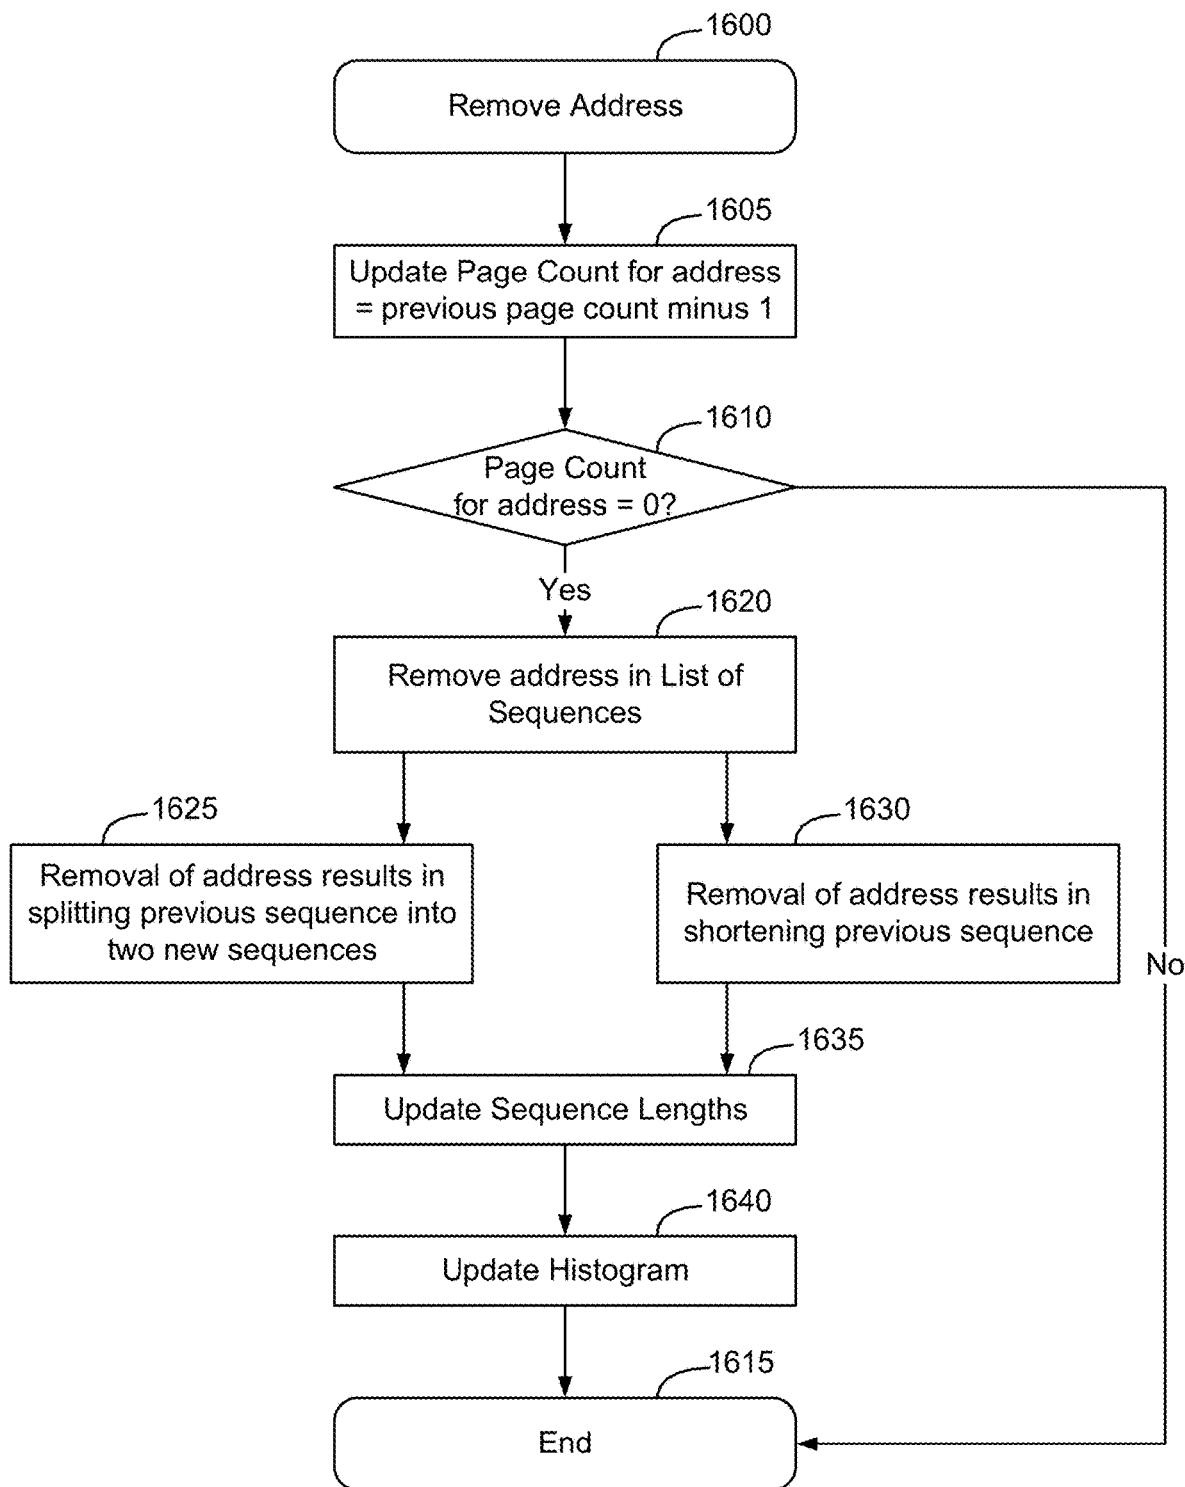 1600
Remove Address
1605
Update Page Count for address
= previous page count minus 1
1610
Page Count
for address = 0?
Yes
1620
Remove address in List of
Sequences
1625
Removal of address results in
splitting previous sequence into
two new sequences
1630
Removal of address results in
shortening previous sequence
No
1635
Update Sequence Lengths
1640
Update Histogram
1615
End